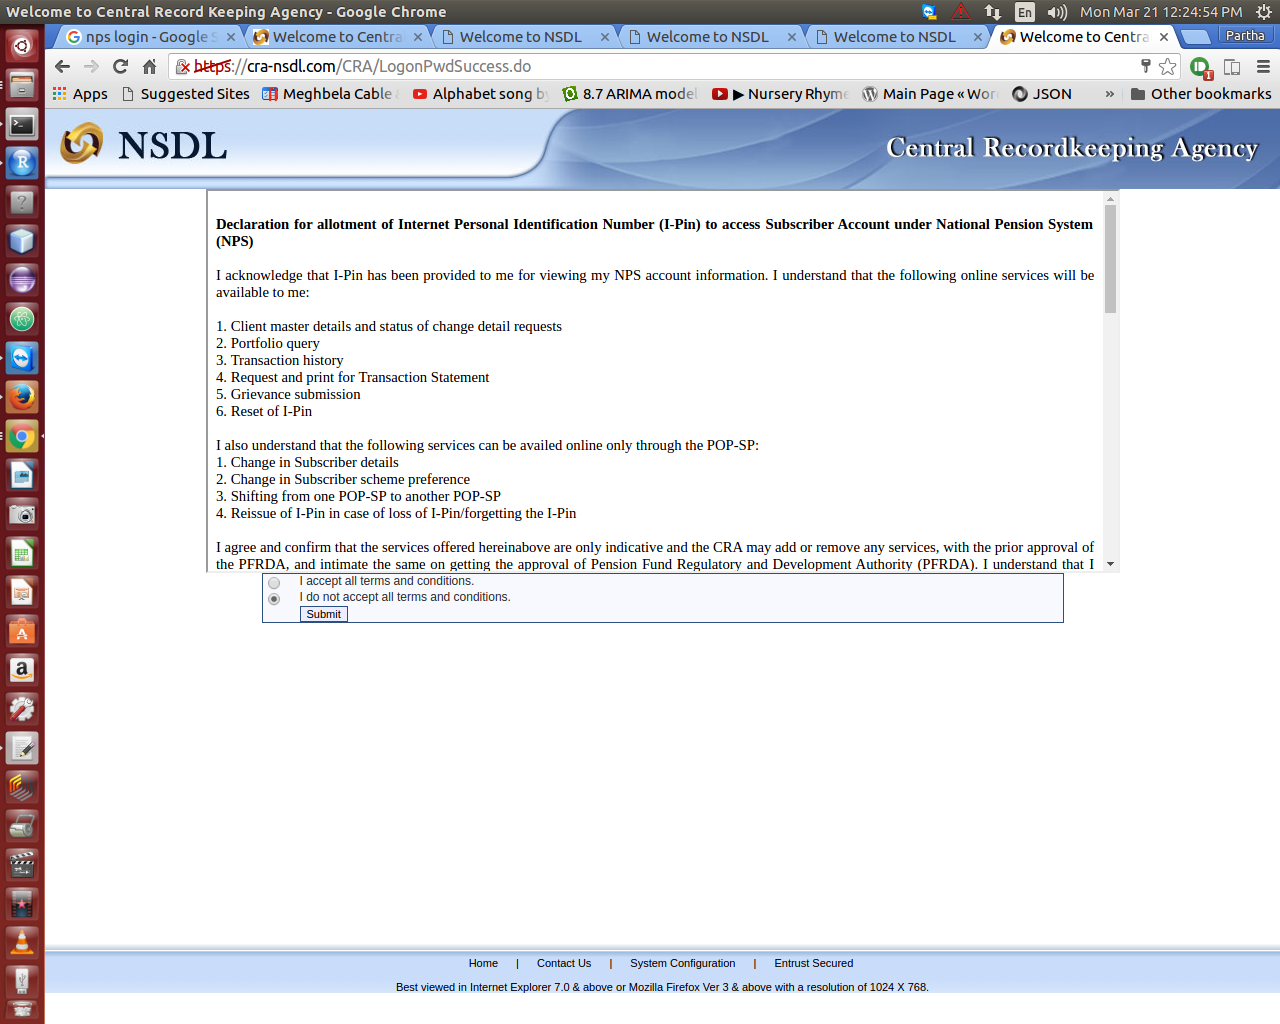 Welcome to Central Record Keeping Agency - Google Chrome
En
Mon Mar 21 12:24:54 PM
nps login - Google S
Welcome to Centra
Welcome to NSDL
Welcome to NSDL
Welcome to NSDL
Welcome to Centra
Partha
https://cra-nsdl.com/CRA/LogonPwdSuccess.do
1
Apps
Suggested Sites
Meghbela Cable
Alphabet song by
8.7 ARIMA model
▶ Nursery Rhyme
Main Page « Wor
JSON
»
Other bookmarks
NSDL
Central Recordkeeping Agency
Declaration for allotment of Internet Personal Identification Number (I-Pin) to access Subscriber Account under National Pension System
(NPS)
I acknowledge that I-Pin has been provided to me for viewing my NPS account information. I understand that the following online services will be
available to me:
1. Client master details and status of change detail requests
2. Portfolio query
3. Transaction history
4. Request and print for Transaction Statement
5. Grievance submission
6. Reset of I-Pin
I also understand that the following services can be availed online only through the POP-SP:
1. Change in Subscriber details
2. Change in Subscriber scheme preference
3. Shifting from one POP-SP to another POP-SP
4. Reissue of I-Pin in case of loss of I-Pin/forgetting the I-Pin
I agree and confirm that the services offered hereinabove are only indicative and the CRA may add or remove any services, with the prior approval of
the PFRDA, and intimate the same on getting the approval of Pension Fund Regulatory and Development Authority (PFRDA). I understand that I
I accept all terms and conditions.
I do not accept all terms and conditions.
Submit
Home | Contact Us | System Configuration | Entrust Secured
Best viewed in Internet Explorer 7.0 & above or Mozilla Firefox Ver 3 & above with a resolution of 1024 X 768.